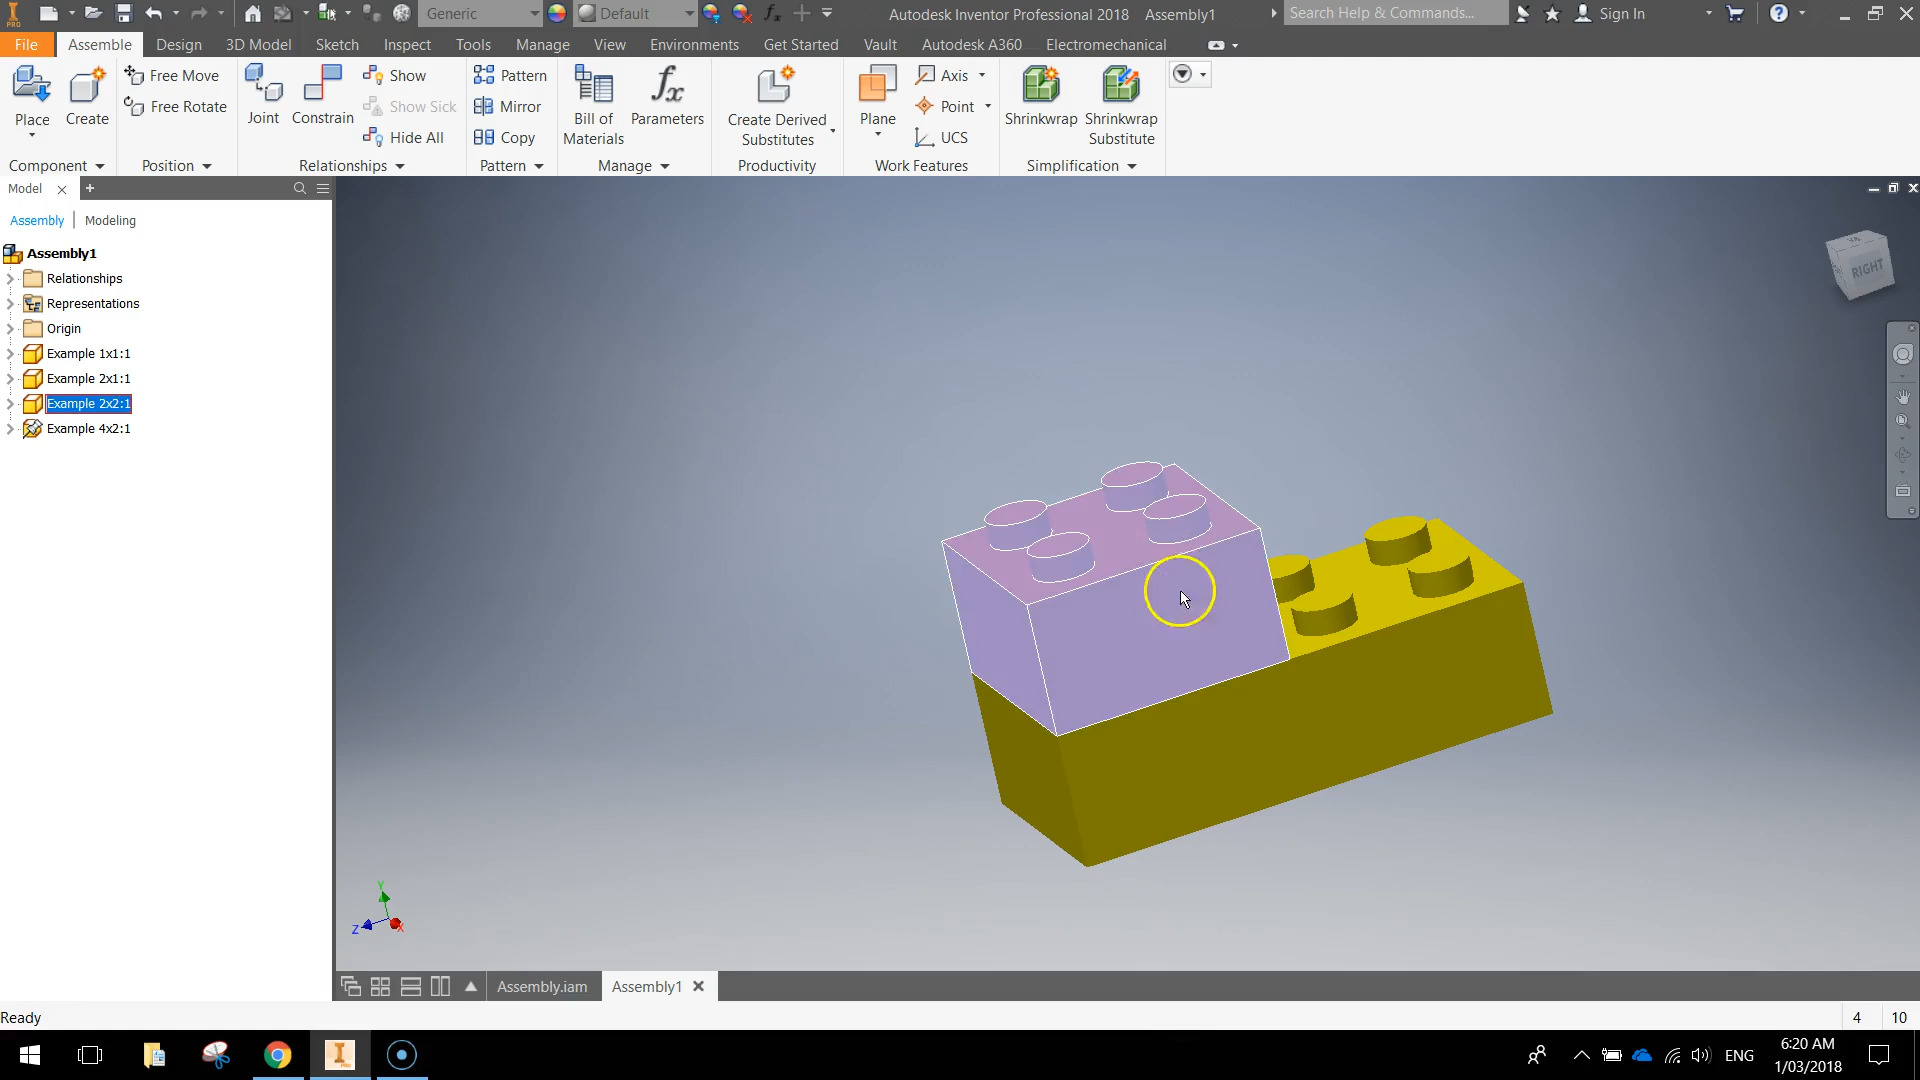 PRO
Generic
Default
Autodesk Inventor Professional 2018 Assembly1
Search Help & Commands...
Sign In
File Assemble Design 3D Model Sketch Inspect Tools Manage View Environments Get Started Vault Autodesk A360 Electromechanical
Place
Create
Free Move
Free Rotate
Joint
Constrain
Show
Show Sick
Hide All
Pattern
Mirror
Copy
Bill of
Materials
Parameters
Create Derived
Substitutes
Plane
Axis
Point
UCS
Shrinkwrap
Shrinkwrap
Substitute
Component
Position
Relationships
Pattern
Manage
Productivity
Work Features
Simplification
Model
Assembly | Modeling
Assembly1
Relationships
Representations
Origin
Example 1x1:1
Example 2x1:1
Example 2x2:1
Example 4x2:1
RIGHT
Y
Z
X
Assembly.iam
Assembly1
Ready
4 10
ENG
6:20 AM
1/03/2018